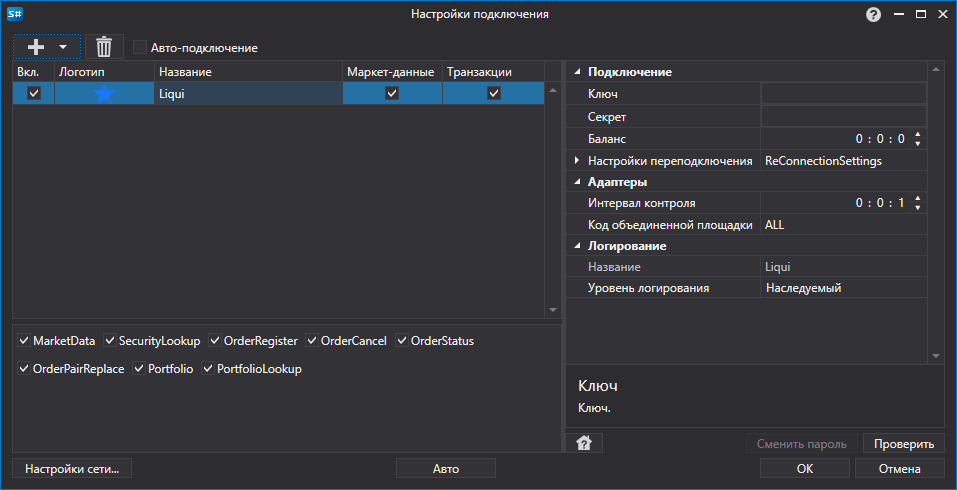 S#
Настройки подключения
?
Авто-подключение
Вкл. Логотип Название Маркет-данные Транзакции
Liqui
MarketData SecurityLookup OrderRegister OrderCancel OrderStatus
OrderPairReplace Portfolio PortfolioLookup
Подключение
Ключ
Секрет
Баланс 0 : 0 : 0
Настройки переподключения ReConnectionSettings
Адаптеры
Интервал контроля 0 : 0 : 1
Код объединенной площадки ALL
Логирование
Название Liqui
Уровень логирования Наследуемый
Ключ
Ключ.
?
Сменить пароль Проверить
Настройки сети... Авто ОК Отмена